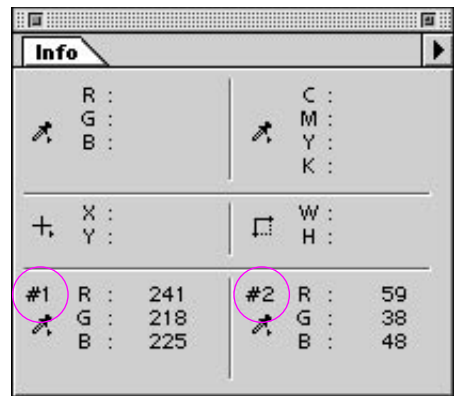 Info
R :
G :
B :
C :
M :
Y :
K :
X :
Y :
W :
H :
#1 R : 241
G : 218
B : 225
#2 R : 59
G : 38
B : 48